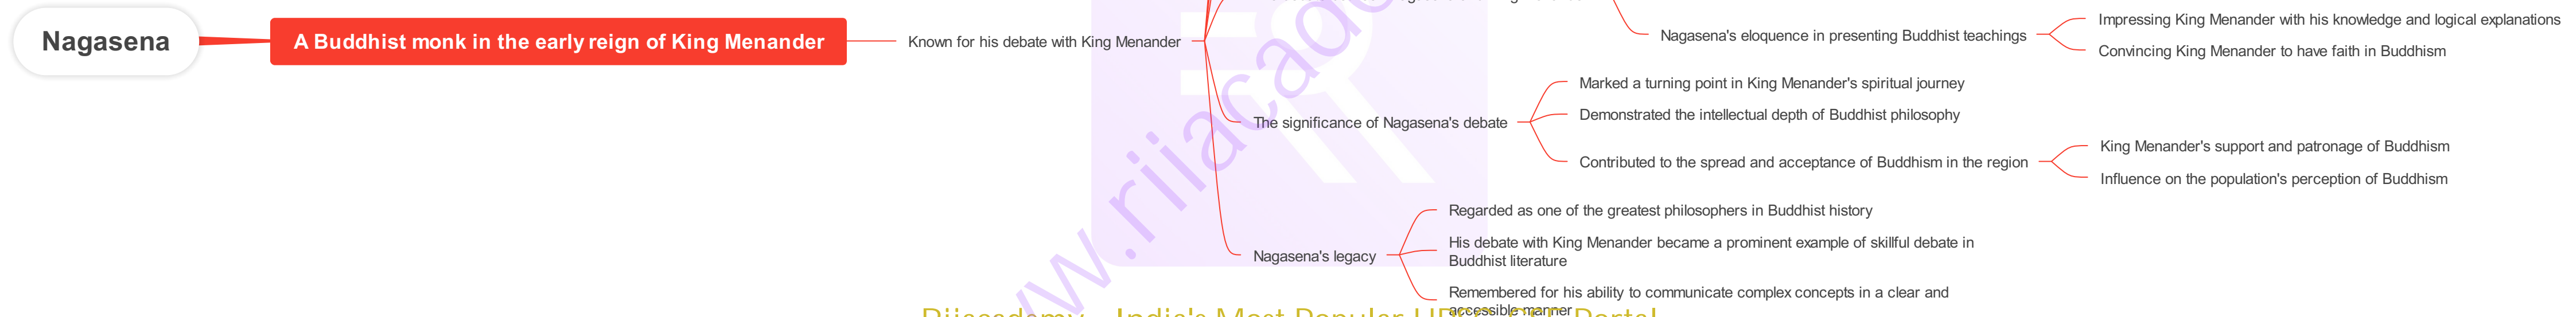 Nagasena
A Buddhist monk in the early reign of King Menander
Known for his debate with King Menander
Nagasena's eloquence in presenting Buddhist teachings
Impressing King Menander with his knowledge and logical explanations
Convincing King Menander to have faith in Buddhism
The significance of Nagasena's debate
Marked a turning point in King Menander's spiritual journey
Demonstrated the intellectual depth of Buddhist philosophy
Contributed to the spread and acceptance of Buddhism in the region
King Menander's support and patronage of Buddhism
Influence on the population's perception of Buddhism
Nagasena's legacy
Regarded as one of the greatest philosophers in Buddhist history
His debate with King Menander became a prominent example of skillful debate in
Buddhist literature
Remembered for his ability to communicate complex concepts in a clear and
accessible manner
India's Most Popular